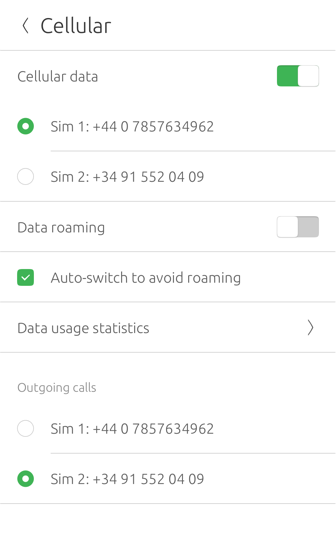 Cellular
Cellular data
Sim 1: +44 0 7857634962
Sim 2: +34 91 552 04 09
Data roaming
Auto-switch to avoid roaming
Data usage statistics
Outgoing calls
Sim 1: +44 0 7857634962
Sim 2: +34 91 552 04 09